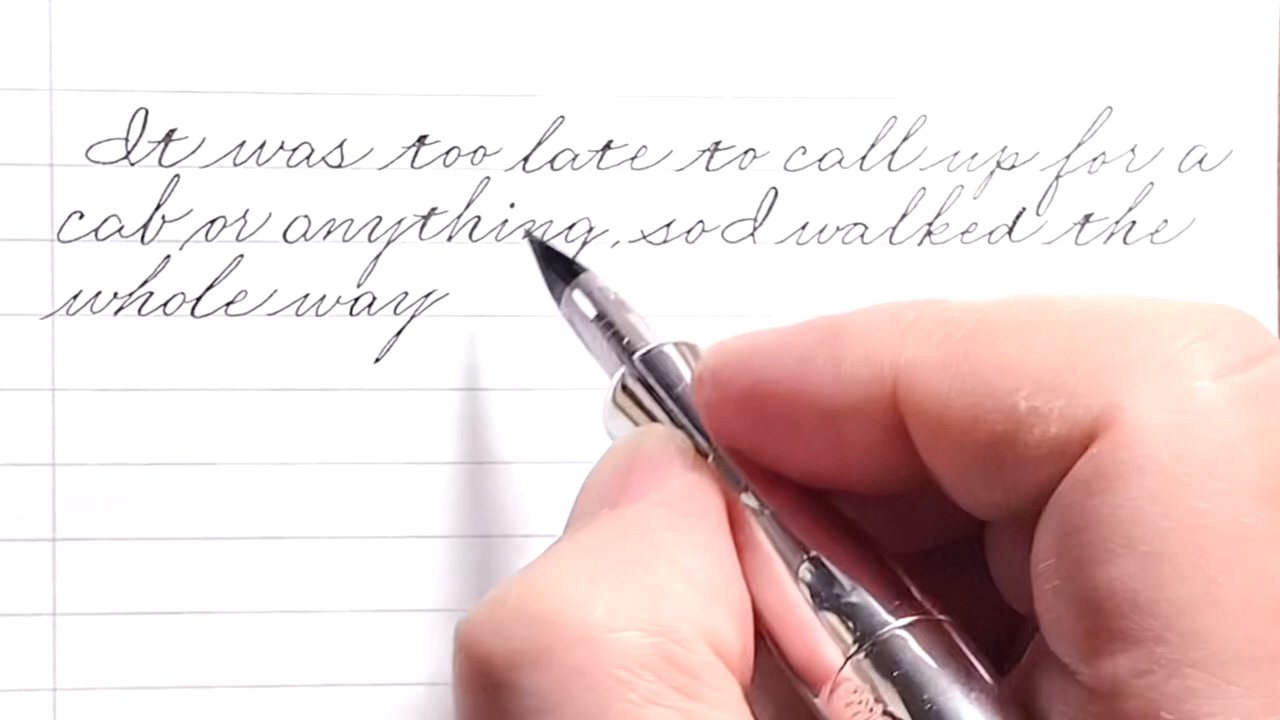 It was too late to call up for a
cab or anything, so I walked the
whole way